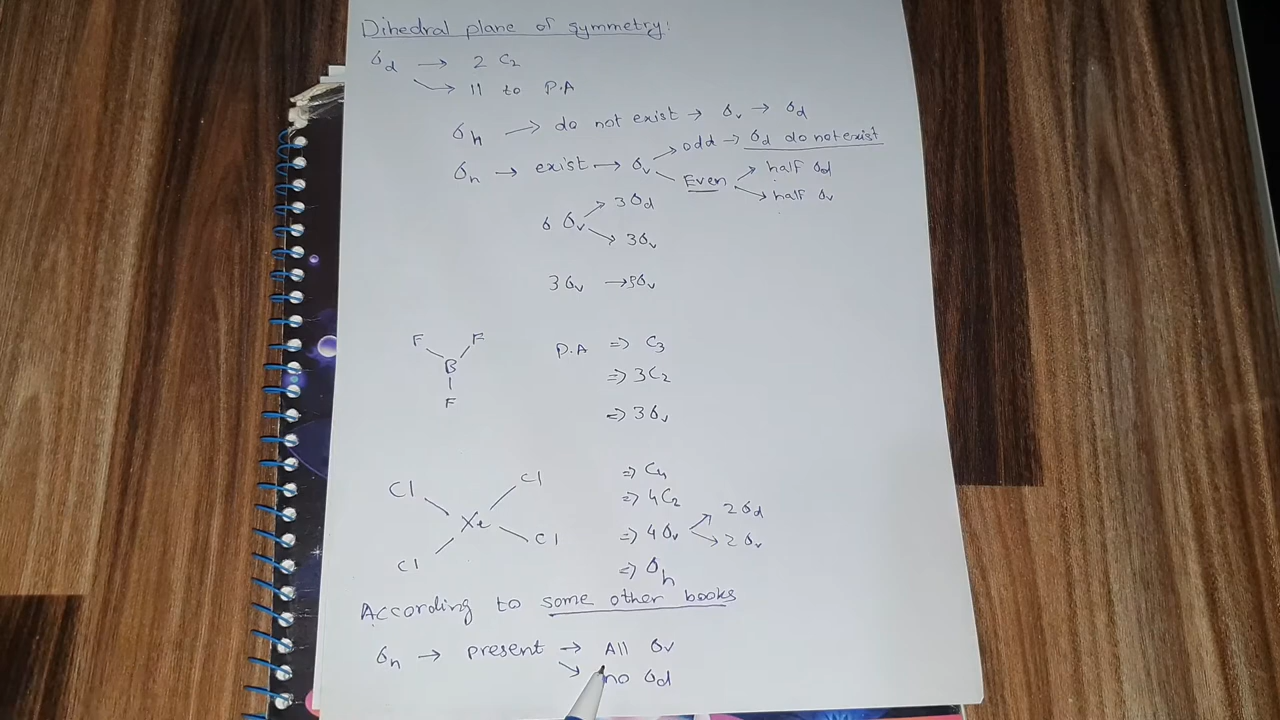 Dihedral plane of symmetry:
σd → 2 C2
→ 11 to P.A
σh → do not exist → σv → σd
→ odd → σd do not exist
σh → exist → σv
→ Even → half σd
→ half σv
6 σv → 3σd
→ 3σv
3σv → 3σv
F F
B
F
P.A ⇒ C3
⇒ 3C2
⇒ 3σv
Cl Cl
Xe
Cl Cl
⇒ C4
⇒ 4C2
⇒ 4σv → 2σd
→ 2σv
⇒ σh
According to some other books
σh → present → All σv
→ no σd